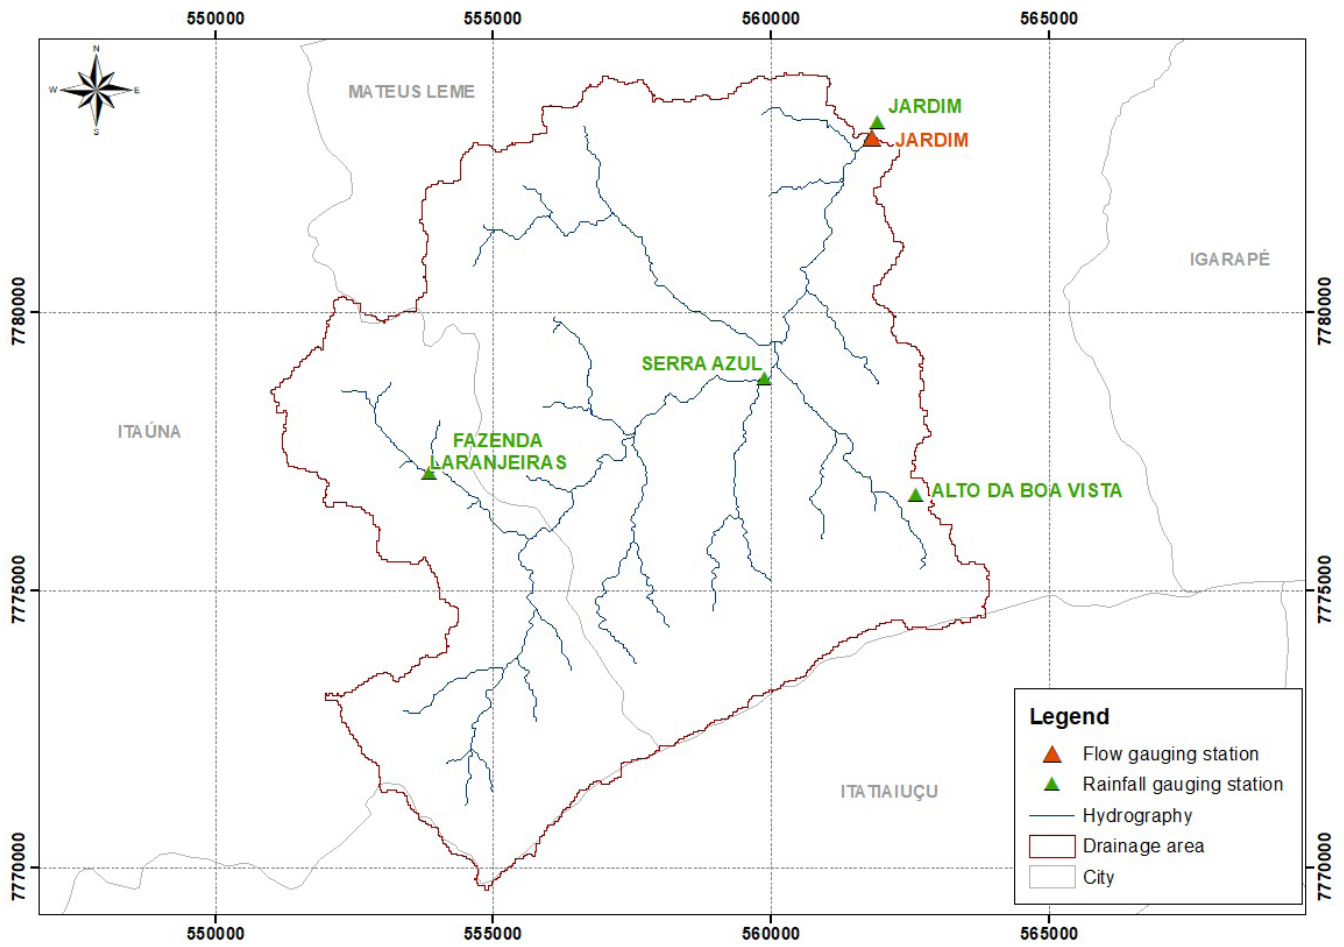 550000
555000
560000
565000
N
W
E
S
MATEUS LEME
JARDIM
JARDIM
IGARAPÉ
7780000
7780000
SERRA AZUL
ITAÚNA
FAZENDA
LARANJEIRAS
ALTO DA BOA VISTA
7775000
7775000
ITATIAIUÇU
Legend
Flow gauging station
Rainfall gauging station
Hydrography
Drainage area
City
7770000
7770000
550000
555000
560000
565000